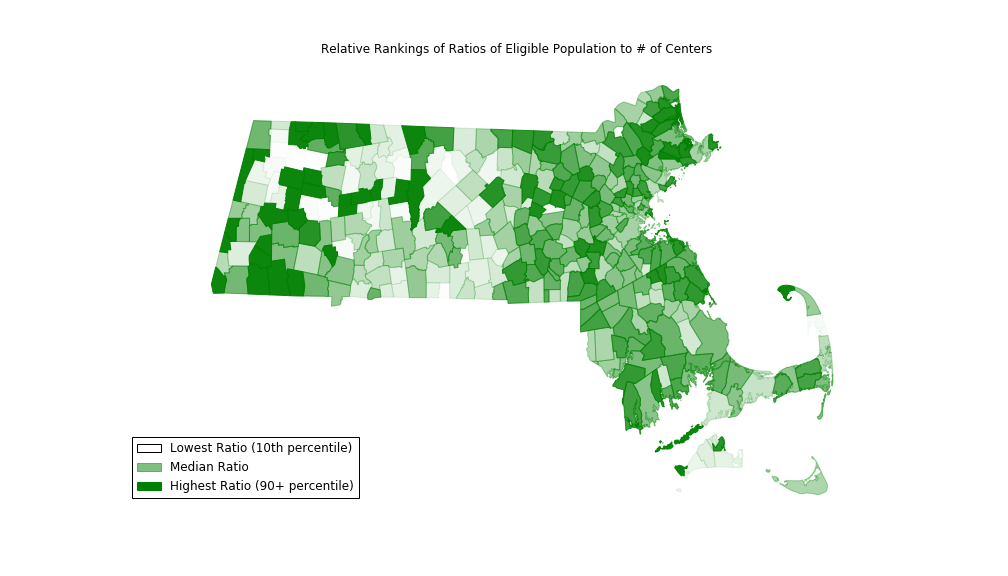 Relative Rankings of Ratios of Eligible Population to # of Centers
Lowest Ratio (10th percentile)
Median Ratio
Highest Ratio (90+ percentile)